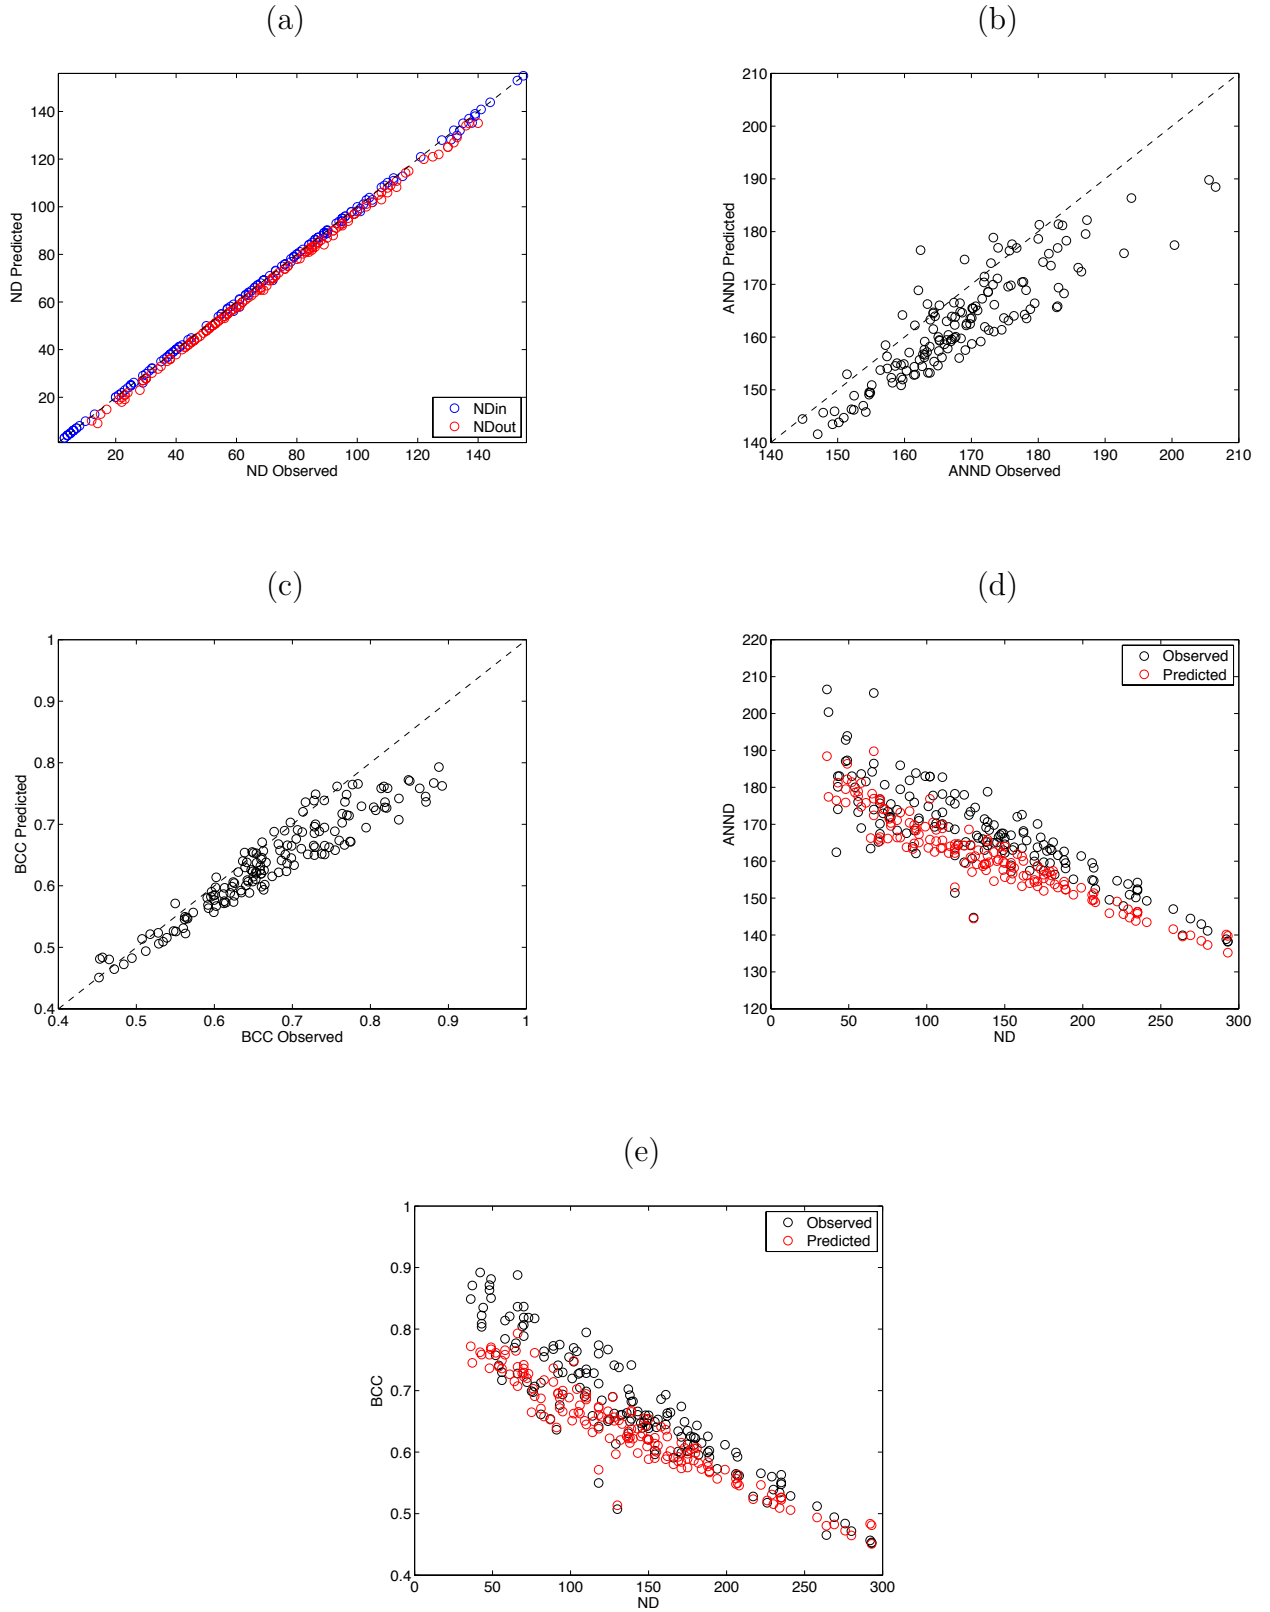 (a)
140
120
100
80
60
40
20
ND Predicted
20 40 60 80 100 120 140
ND Observed
NDin
NDout
(b)
210
200
190
180
170
160
150
140
ANND Predicted
140 150 160 170 180 190 200 210
ANND Observed
(c)
1
0.9
0.8
0.7
0.6
0.5
0.4
BCC Predicted
0.4 0.5 0.6 0.7 0.8 0.9 1
BCC Observed
(d)
220
210
200
190
180
170
160
150
140
130
120
ANND
0 50 100 150 200 250 300
ND
Observed
Predicted
(e)
1
0.9
0.8
0.7
0.6
0.5
0.4
BCC
0 50 100 150 200 250 300
ND
Observed
Predicted